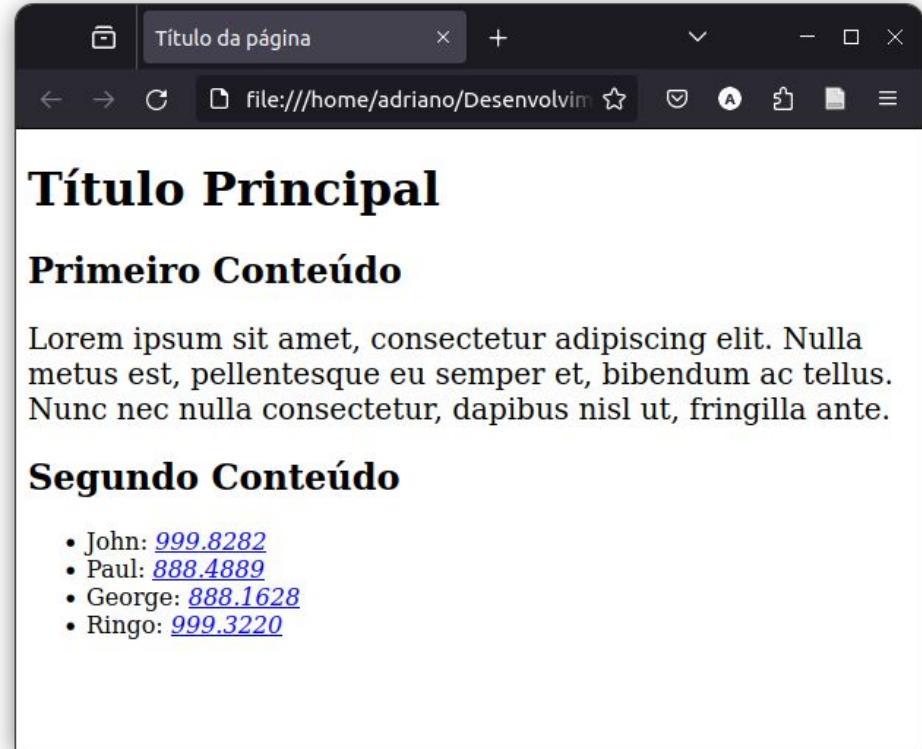 Título da página
file:///home/adriano/Desenvolvim
A
Título Principal
Primeiro Conteúdo
Lorem ipsum sit amet, consectetur adipiscing elit. Nulla
metus est, pellentesque eu semper et, bibendum ac tellus.
Nunc nec nulla consectetur, dapibus nisl ut, fringilla ante.
Segundo Conteúdo
• John: 999.8282
• Paul: 888.4889
• George: 888.1628
• Ringo: 999.3220